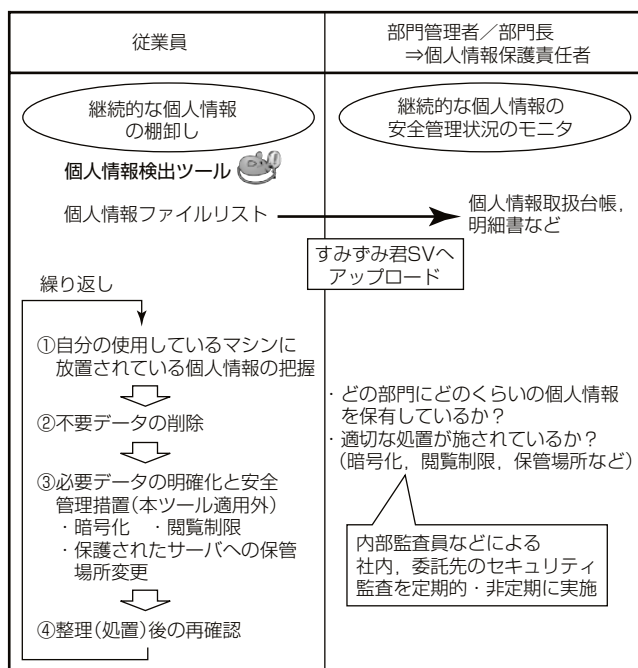 従業員
部門管理者／部門長
⇒個人情報保護責任者
継続的な個人情報
の棚卸し
継続的な個人情報の
安全管理状況のモニタ
個人情報検出ツール
個人情報ファイルリスト
個人情報取扱台帳，
明細書など
すみずみ君SVへ
アップロード
繰り返し
①自分の使用しているマシンに
放置されている個人情報の把握
②不要データの削除
③必要データの明確化と安全
管理措置(本ツール適用外)
・暗号化　・閲覧制限
・保護されたサーバへの保管
場所変更
④整理(処置)後の再確認
・どの部門にどのくらいの個人情報
を保有しているか？
・適切な処置が施されているか？
(暗号化，閲覧制限，保管場所など)
内部監査員などによる
社内，委託先のセキュリティ
監査を定期的・非定期に実施